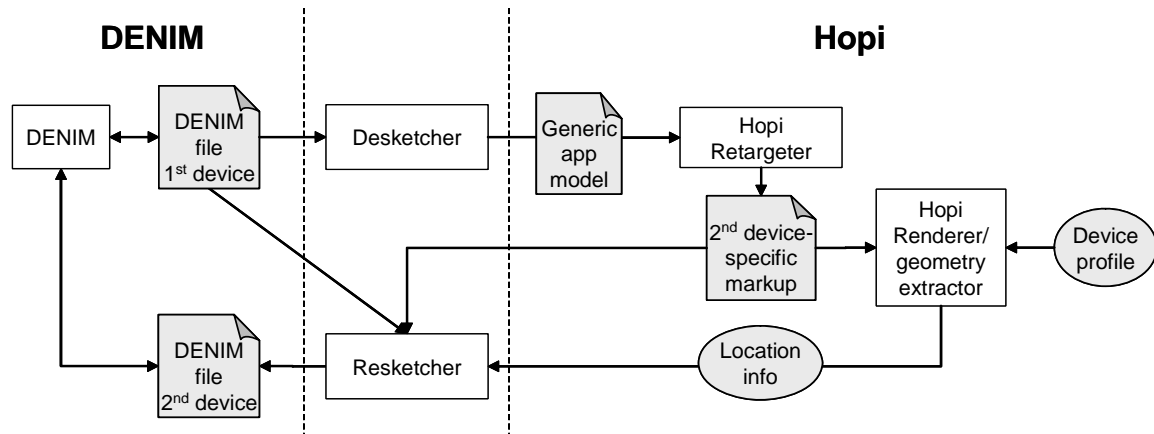 DENIM
Hopi
DENIM
DENIM
file
1st device
Desketcher
Generic
app
model
Hopi
Retargeter
2nd device-
specific
markup
Hopi
Renderer/
geometry
extractor
Device
profile
DENIM
file
2nd device
Resketcher
Location
info